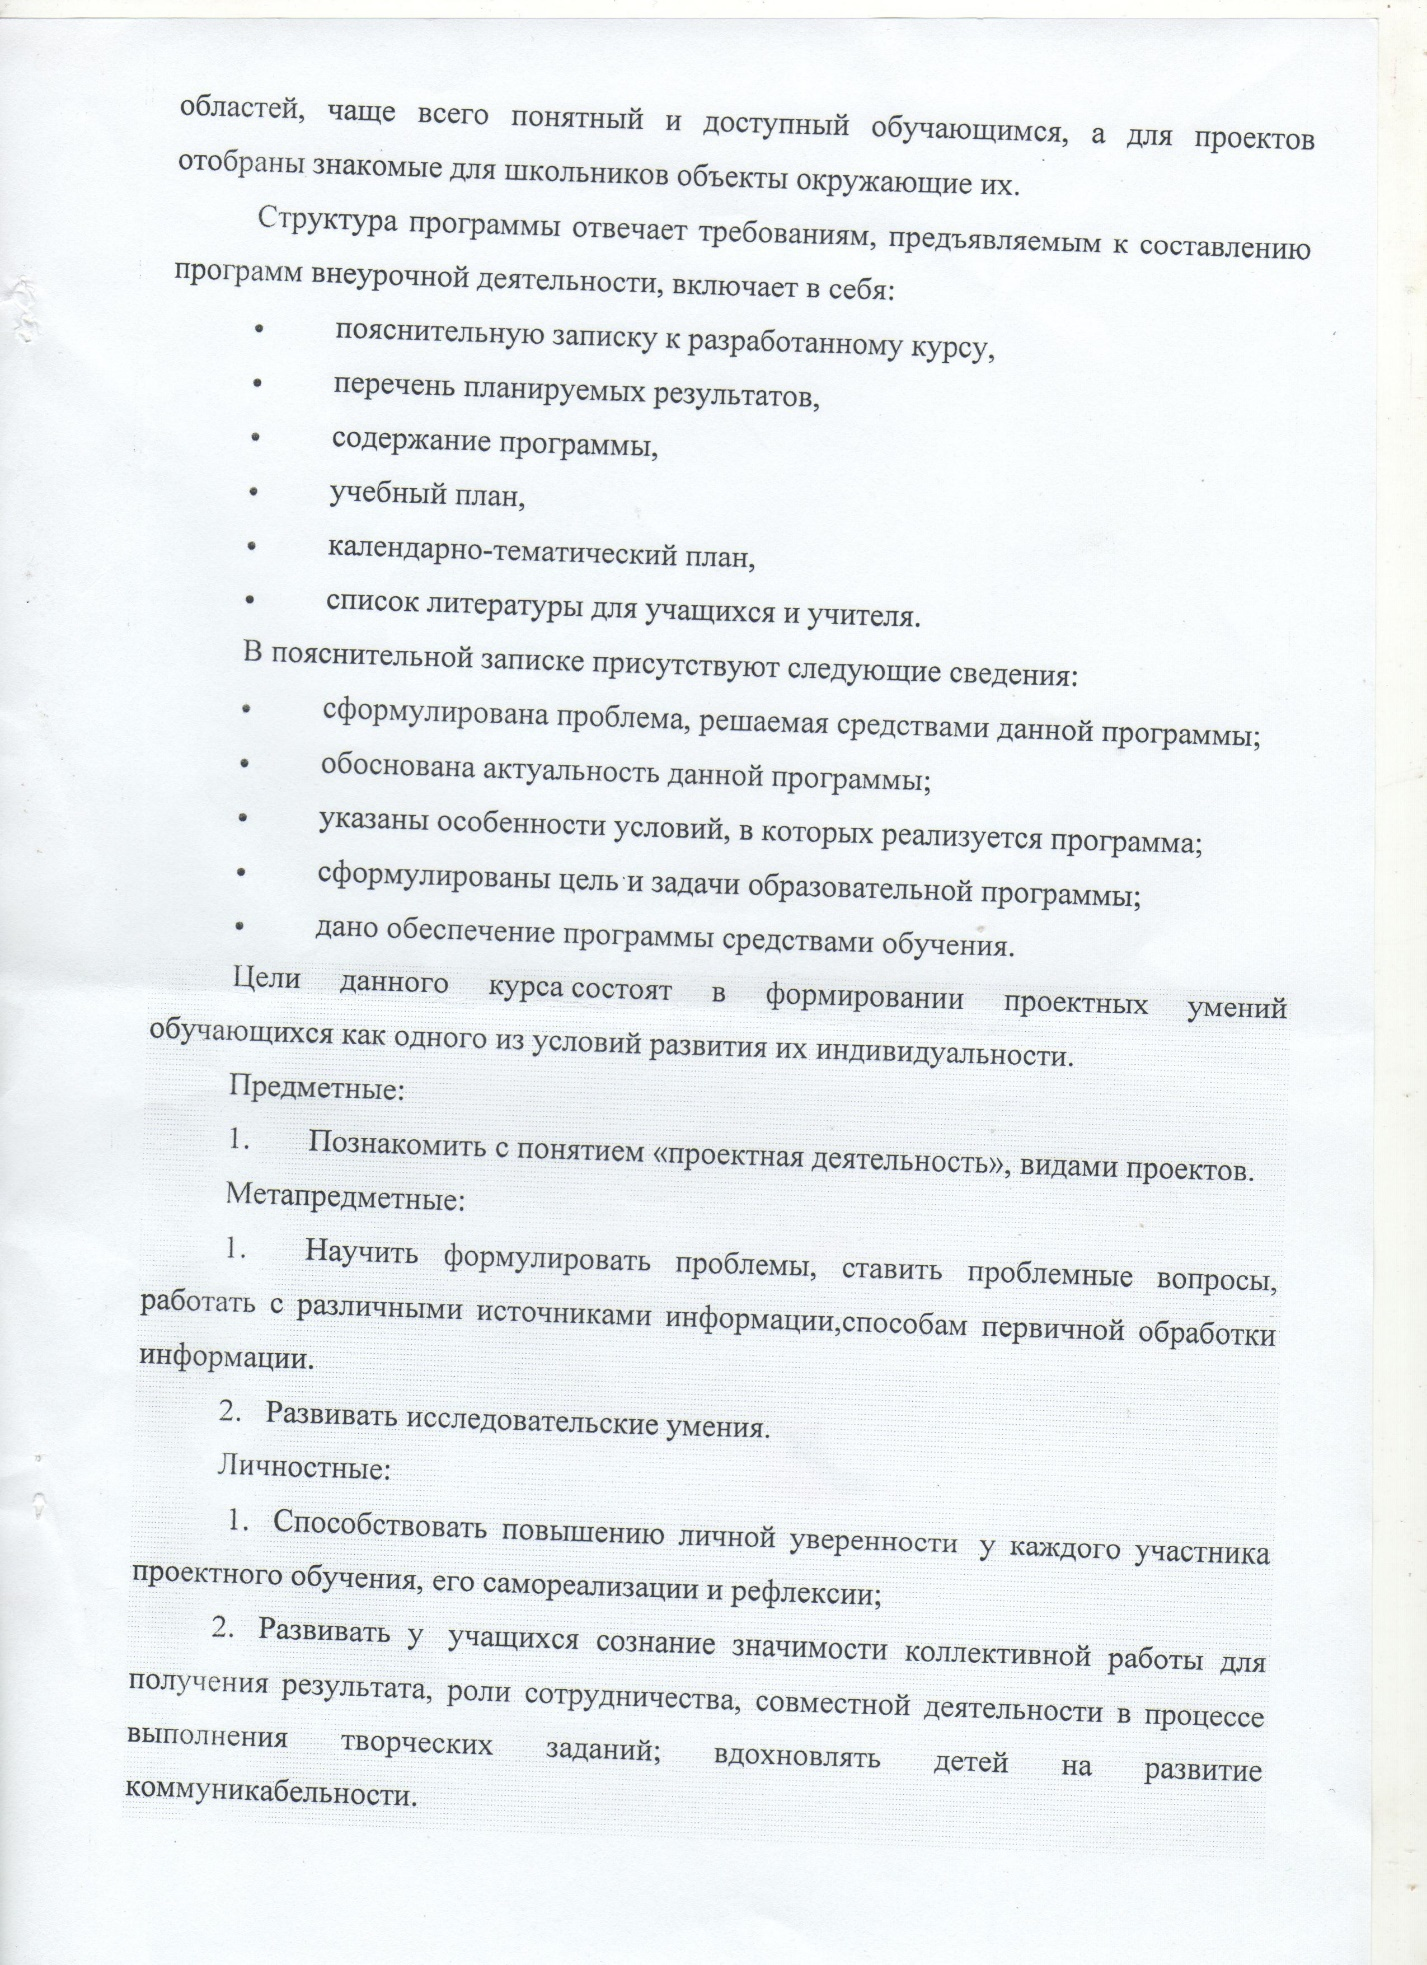 областей, чаще всего понятный и доступный обучающимся, а для проектов
отобраны знакомые для школьников объекты окружающие их.
Структура программы отвечает требованиям, предъявляемым к составлению
программ внеурочной деятельности, включает в себя:
• пояснительную записку к разработанному курсу,
• перечень планируемых результатов,
• содержание программы,
• учебный план,
• календарно-тематический план,
• список литературы для учащихся и учителя.
В пояснительной записке присутствуют следующие сведения:
• сформулирована проблема, решаемая средствами данной программы;
• обоснована актуальность данной программы;
• указаны особенности условий, в которых реализуется программа;
• сформулированы цель и задачи образовательной программы;
• дано обеспечение программы средствами обучения.
Цели данного курса состоят в формировании проектных умений
обучающихся как одного из условий развития их индивидуальности.
Предметные:
1. Познакомить с понятием «проектная деятельность», видами проектов.
Метапредметные:
1. Научить формулировать проблемы, ставить проблемные вопросы,
работать с различными источниками информации,способам первичной обработки
информации.
2. Развивать исследовательские умения.
Личностные:
1. Способствовать повышению личной уверенности у каждого участника
проектного обучения, его самореализации и рефлексии;
2. Развивать у учащихся сознание значимости коллективной работы для
получения результата, роли сотрудничества, совместной деятельности в процессе
выполнения творческих заданий; вдохновлять детей на развитие
коммуникабельности.